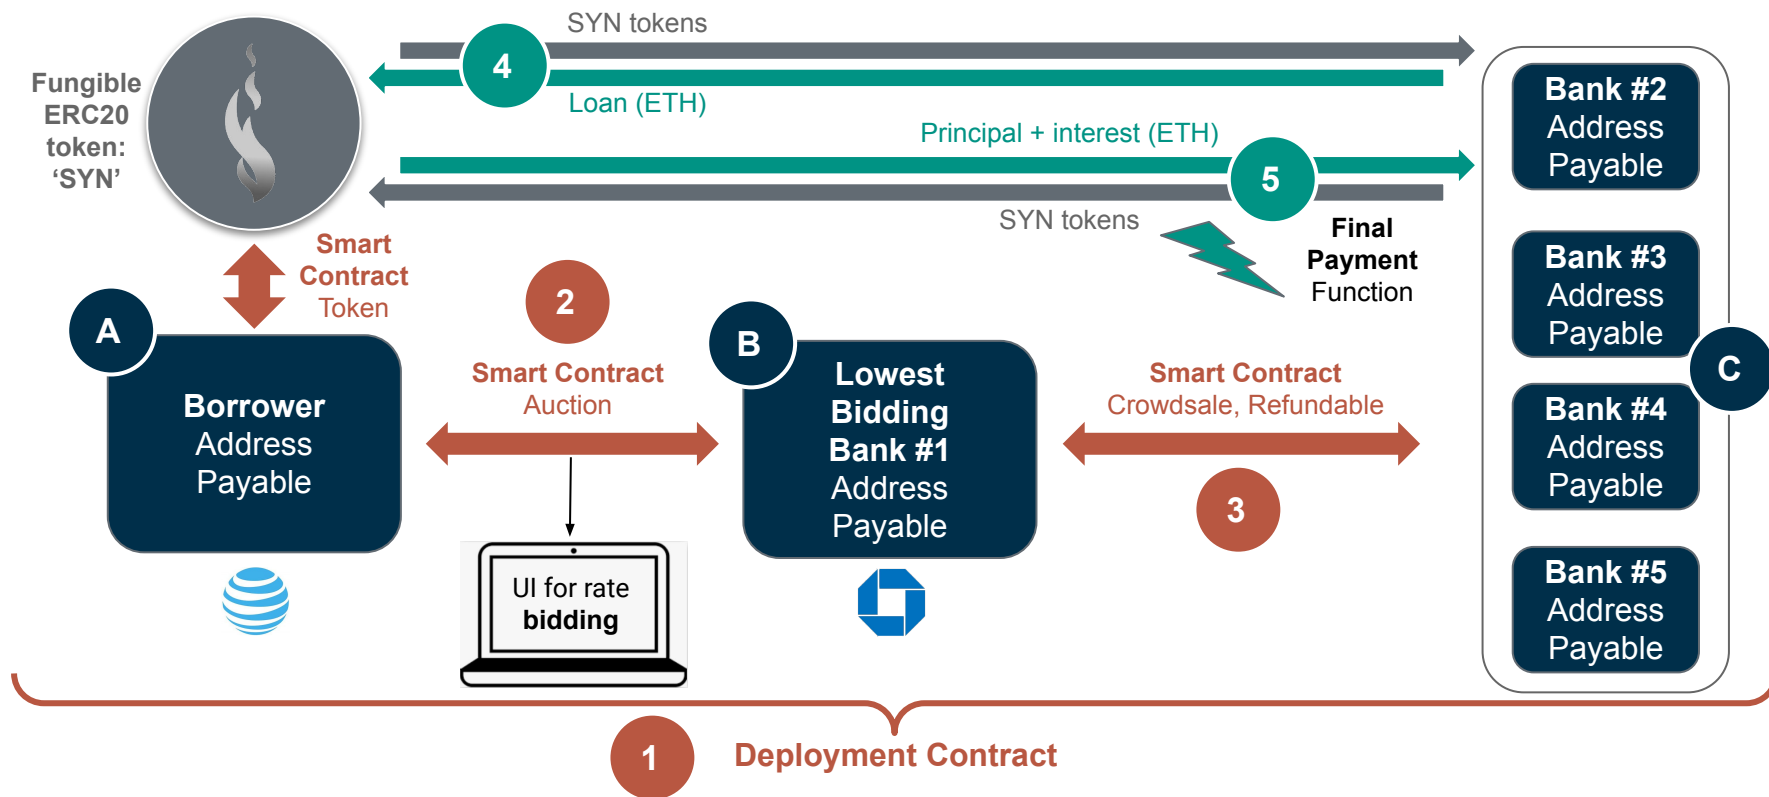 SYN tokens
4
Loan (ETH)
Fungible
ERC20
token:
‘SYN’
Principal + interest (ETH)
5
SYN tokens
Final
Payment
Function
Smart
Contract
Token
A
Borrower
Address
Payable
2
Smart Contract
Auction
UI for rate
bidding
B
Lowest
Bidding
Bank #1
Address
Payable
Smart Contract
Crowdsale, Refundable
3
Bank #2
Address
Payable
Bank #3
Address
Payable
C
Bank #4
Address
Payable
Bank #5
Address
Payable
1
Deployment Contract